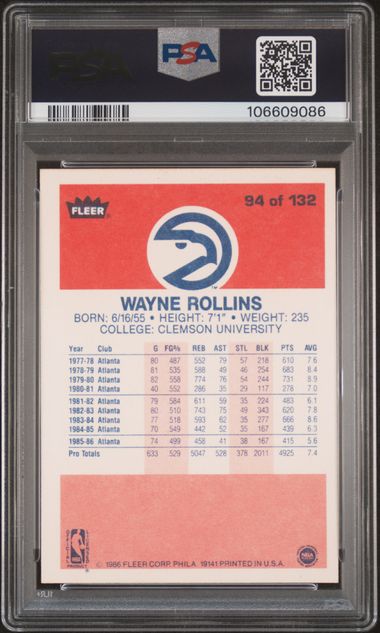 PSA
PSA
106609086
FLEER
94 of 132
TM
WAYNE ROLLINS
BORN: 6/16/55 • HEIGHT: 7'1" • WEIGHT: 235
COLLEGE: CLEMSON UNIVERSITY
Year Club G FG% REB AST STL BLK PTS AVG
1977-78 Atlanta 80 487 552 79 57 218 610 7.6
1978-79 Atlanta 81 535 588 49 46 254 683 8.4
1979-80 Atlanta 82 558 774 76 54 244 731 8.9
1980-81 Atlanta 40 552 286 35 29 117 278 7.0
1981-82 Atlanta 79 584 611 59 35 224 483 6.1
1982-83 Atlanta 80 510 743 75 49 343 620 7.8
1983-84 Atlanta 77 518 593 62 35 277 666 8.6
1984-85 Atlanta 70 549 442 52 35 167 439 6.3
1985-86 Atlanta 74 499 458 41 38 167 415 5.6
Pro Totals 633 529 5047 528 378 2011 4925 7.4
© 1986 FLEER CORP. PHILA. 19141 PRINTED IN U.S.A.